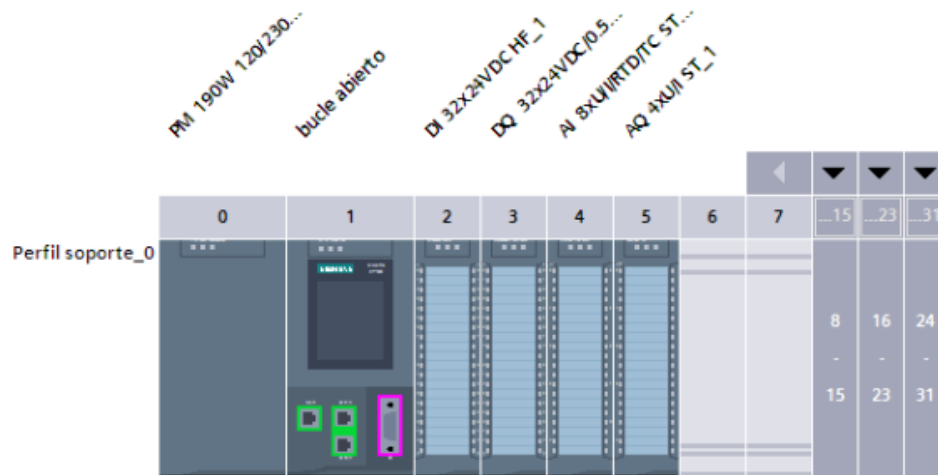 PM 190W 120/230...
bucle abierto
DI 32x24VDC HF_1
DQ 32x24VDC/0.5...
AI 8xU/I/RTD/TC ST...
AQ 4xU/I ST_1
0 1 2 3 4 5 6 7 ...15 ...23 ...31
Perfil soporte_0
SIEMENS
8 16 24
- - -
15 23 31